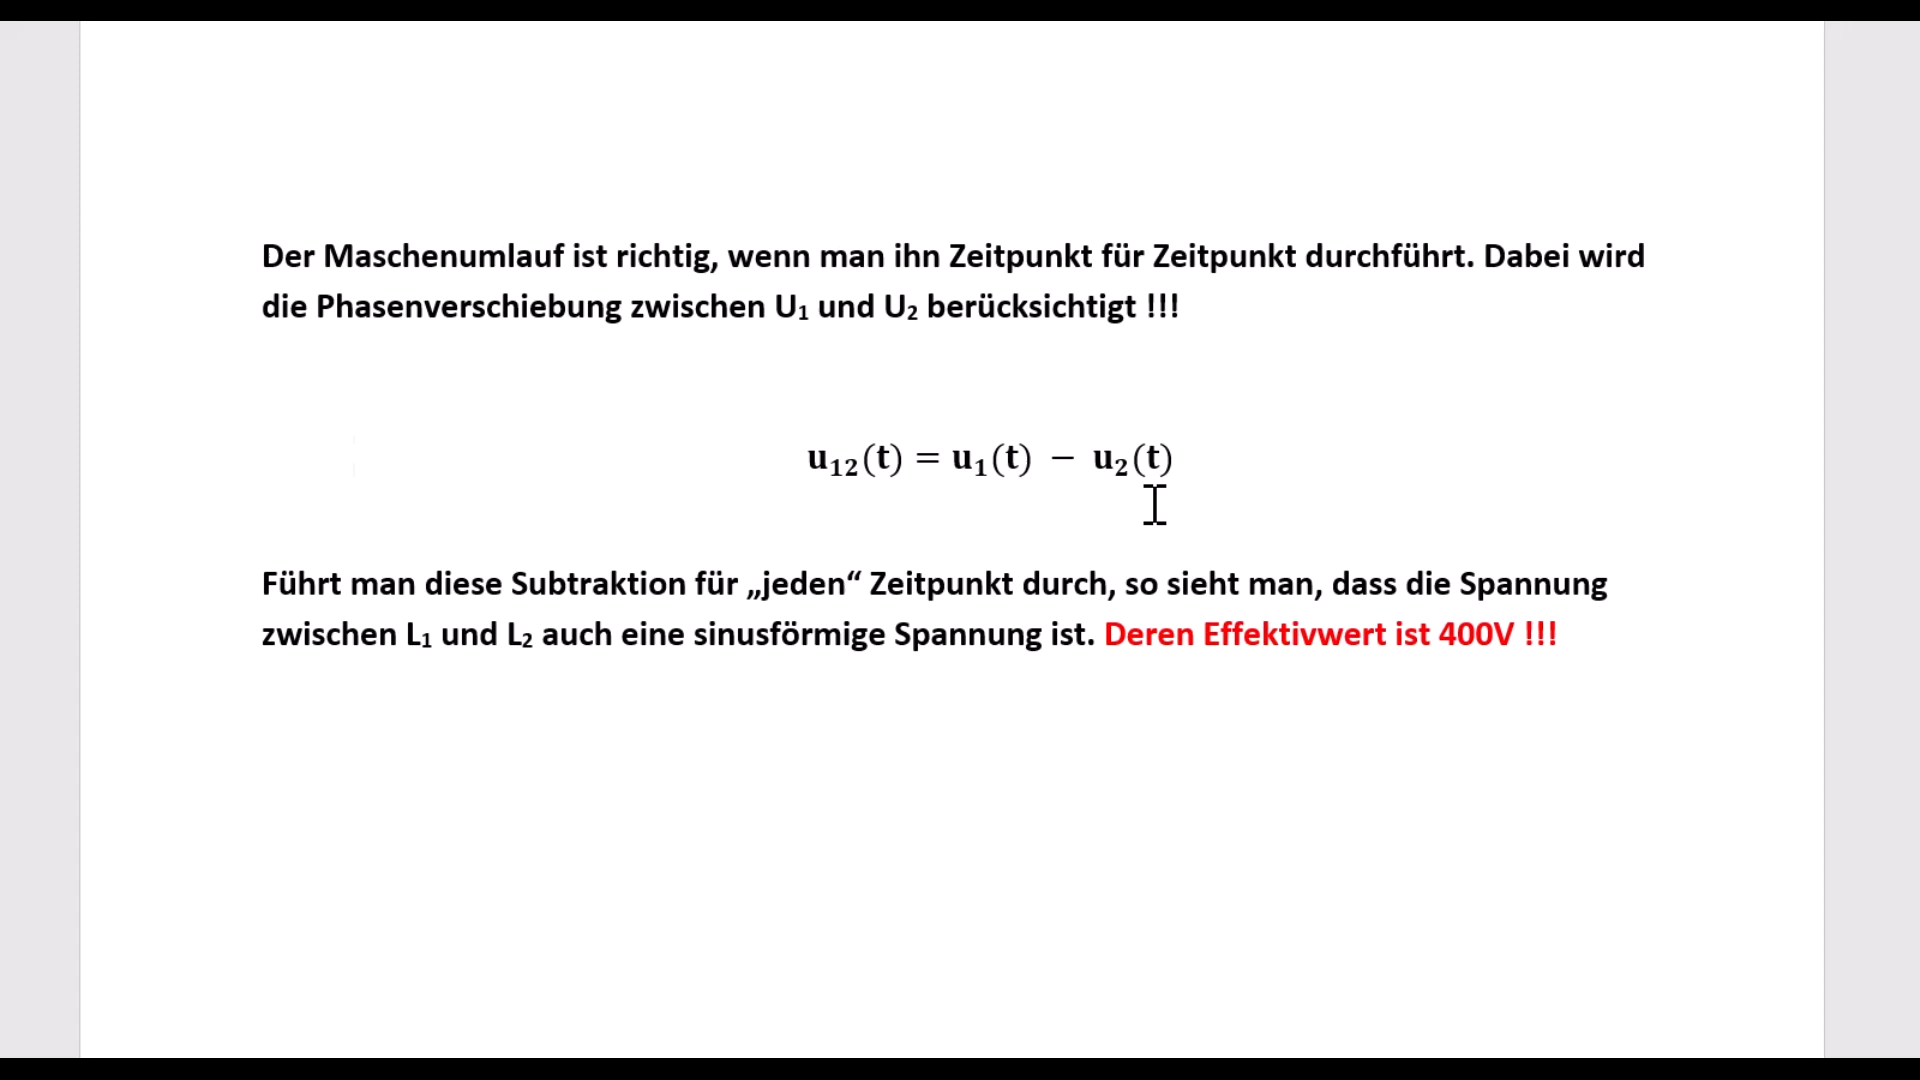 Der Maschenumlauf ist richtig, wenn man ihn Zeitpunkt für Zeitpunkt durchführt. Dabei wird
die Phasenverschiebung zwischen U₁ und U₂ berücksichtigt !!!
u₁₂(t) = u₁(t) − u₂(t)
Führt man diese Subtraktion für „jeden“ Zeitpunkt durch, so sieht man, dass die Spannung
zwischen L₁ und L₂ auch eine sinusförmige Spannung ist. Deren Effektivwert ist 400V !!!